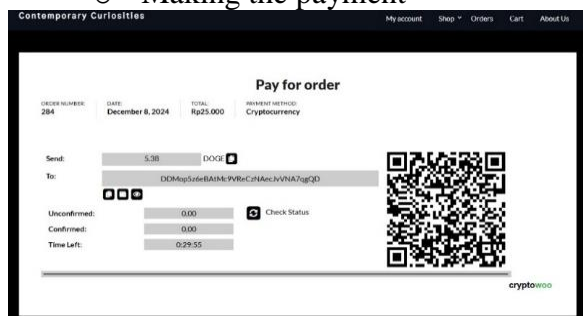 Making the payment
Contemporary Curiosities
My account Shop Orders Cart About Us
Pay for order
ORDER NUMBER: DATE: TOTAL: PAYMENT METHOD:
284 December 8, 2024 Rp25.000 Cryptocurrency
Send: 5.38 DOGE
To:
Unconfirmed: 0.00 Check Status
Confirmed: 0.00
Time Left: 0:29:55
cryptowoo